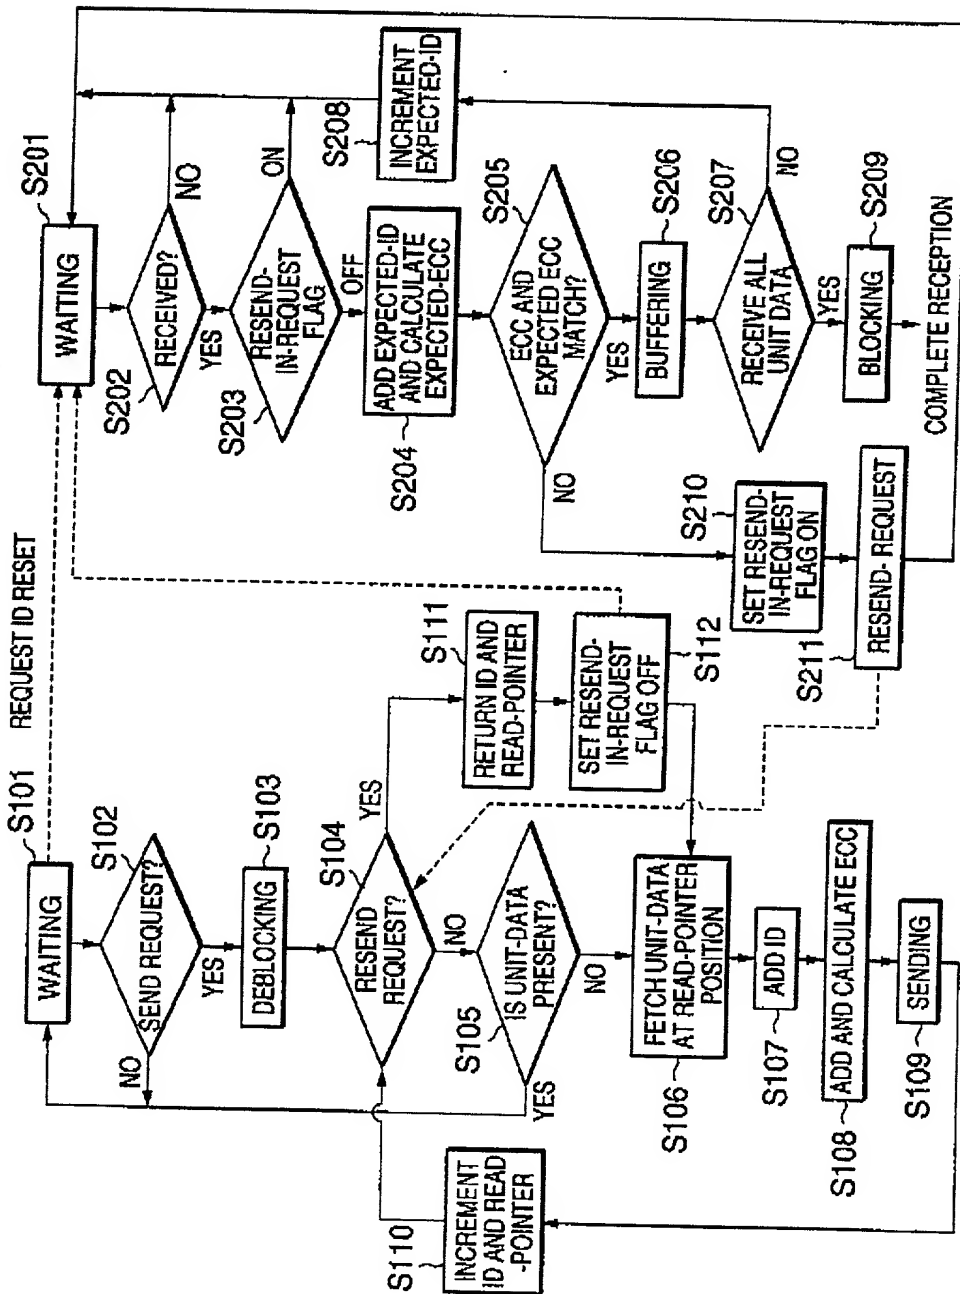 S101
WAITING
REQUEST ID RESET
S102
SEND REQUEST?
NO
YES
S103
DEBLOCKING
S104
RESEND
REQUEST?
YES
NO
S105
IS UNIT-DATA
PRESENT?
YES
NO
S106
FETCH UNIT-DATA
AT READ-POINTER
POSITION
S107
ADD ID
S108
ADD AND CALCULATE ECC
S109
SENDING
S110
INCREMENT
ID AND READ
-POINTER
S111
RETURN ID AND
READ-POINTER
S112
SET RESEND-
IN-REQUEST
FLAG OFF
S201
WAITING
S202
RECEIVED?
NO
YES
S203
RESEND-
IN-REQUEST
FLAG
ON
OFF
S204
ADD EXPECTED-ID
AND CALCULATE
EXPECTED-ECC
S205
ECC AND
EXPECTED ECC
MATCH?
NO
YES
S206
BUFFERING
S207
RECEIVE ALL
UNIT DATA
NO
YES
S208
INCREMENT
EXPECTED-ID
S209
BLOCKING
COMPLETE RECEPTION
S210
SET RESEND-
IN-REQUEST
FLAG ON
S211
RESEND- REQUEST